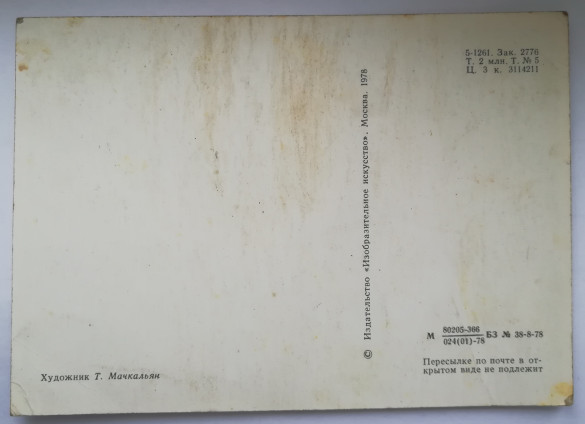 5-1261. Зак. 2770
Т. 2 млн. Т. № 5
Ц. 3 к. 3114211
© Издательство «Изобразительное искусство». Москва. 1978
М 80205-366 БЗ № 38-8-78
024(01)-78
Пересылке по почте в от-
крытом виде не подлежит
Художник Т. Мачкальян